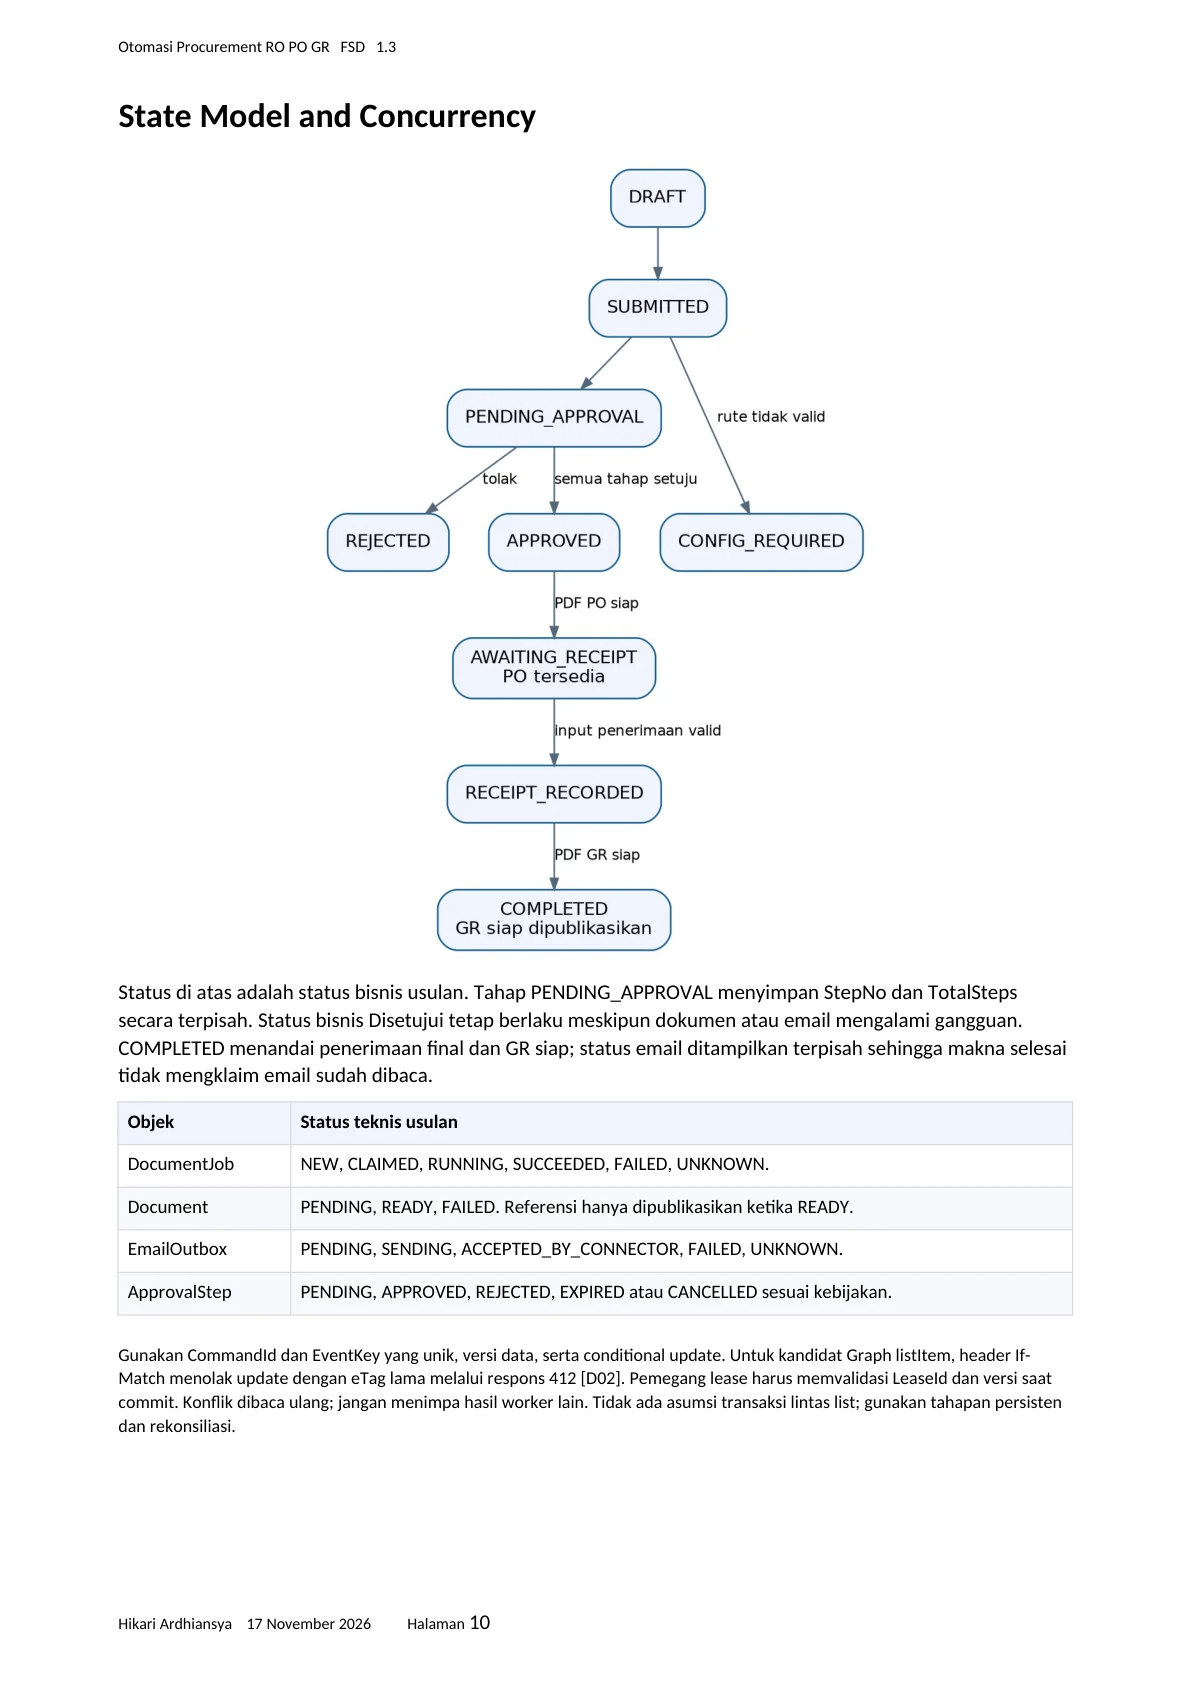 Otomasi Procurement RO PO GR FSD 1.3
State Model and Concurrency
DRAFT
SUBMITTED
PENDING_APPROVAL
rute tidak valid
tolak
semua tahap setuju
REJECTED
APPROVED
CONFIG_REQUIRED
PDF PO siap
AWAITING_RECEIPT
PO tersedia
input penerimaan valid
RECEIPT_RECORDED
PDF GR siap
COMPLETED
GR siap dipublikasikan
Status di atas adalah status bisnis usulan. Tahap PENDING_APPROVAL menyimpan StepNo dan TotalSteps
secara terpisah. Status bisnis Disetujui tetap berlaku meskipun dokumen atau email mengalami gangguan.
COMPLETED menandai penerimaan final dan GR siap; status email ditampilkan terpisah sehingga makna selesai
tidak mengklaim email sudah dibaca.
Objek Status teknis usulan
DocumentJob NEW, CLAIMED, RUNNING, SUCCEEDED, FAILED, UNKNOWN.
Document PENDING, READY, FAILED. Referensi hanya dipublikasikan ketika READY.
EmailOutbox PENDING, SENDING, ACCEPTED_BY_CONNECTOR, FAILED, UNKNOWN.
ApprovalStep PENDING, APPROVED, REJECTED, EXPIRED atau CANCELLED sesuai kebijakan.
Gunakan CommandId dan EventKey yang unik, versi data, serta conditional update. Untuk kandidat Graph listItem, header If-
Match menolak update dengan eTag lama melalui respons 412 [D02]. Pemegang lease harus memvalidasi LeaseId dan versi saat
commit. Konflik dibaca ulang; jangan menimpa hasil worker lain. Tidak ada asumsi transaksi lintas list; gunakan tahapan persisten
dan rekonsiliasi.
Hikari Ardhiansya 17 November 2026 Halaman 10